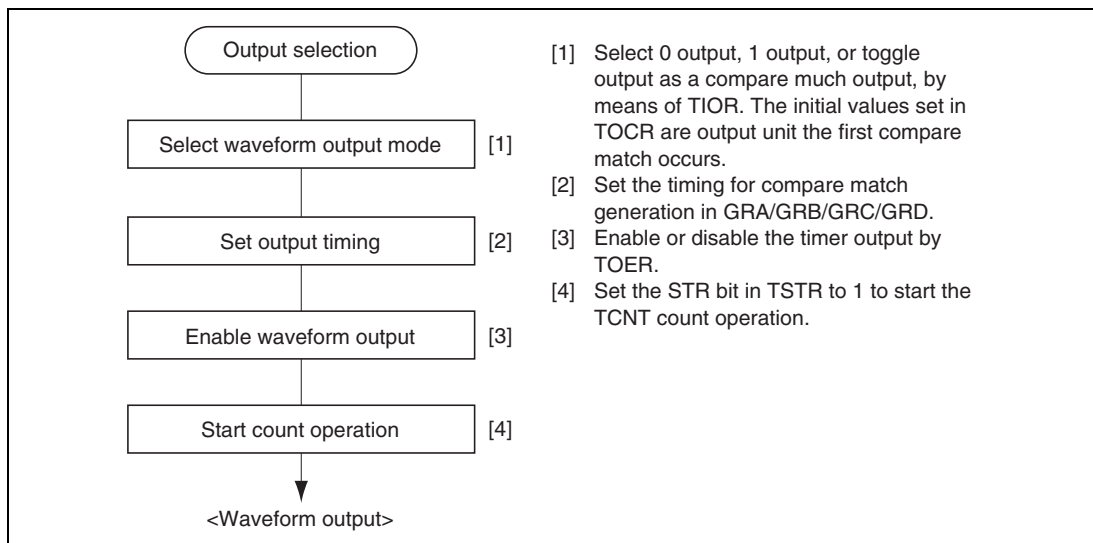 Output selection
Select waveform output mode
[1]
Set output timing
[2]
Enable waveform output
[3]
Start count operation
[4]
<Waveform output>
[1] Select 0 output, 1 output, or toggle
output as a compare much output, by
means of TIOR. The initial values set in
TOCR are output unit the first compare
match occurs.
[2] Set the timing for compare match
generation in GRA/GRB/GRC/GRD.
[3] Enable or disable the timer output by
TOER.
[4] Set the STR bit in TSTR to 1 to start the
TCNT count operation.